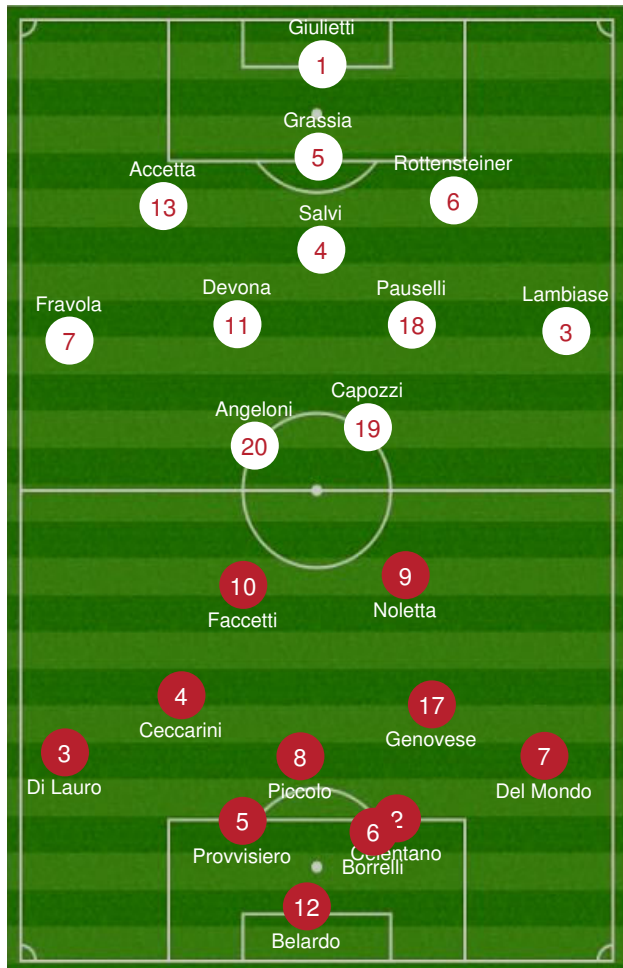 Giulietti
1
Grassia
5
Accetta
13
Rottensteiner
6
Salvi
4
Fravola
7
Devona
11
Pauselli
18
Lambiase
3
Angeloni
20
Capozzi
19
10
Faccetti
9
Noletta
4
Ceccarini
17
Genovese
3
Di Lauro
8
Piccolo
7
Del Mondo
5
Provvisiero
2
Celentano
6
Borrelli
12
Belardo